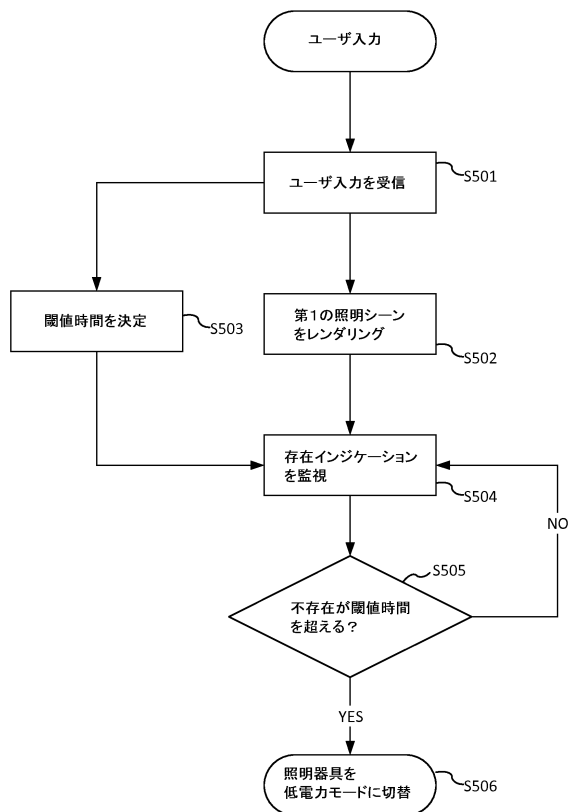 ユーザ入力
ユーザ入力を受信
S501
閾値時間を決定
S503
第1の照明シーン
をレンダリング
S502
存在インジケーション
を監視
S504
NO
S505
不存在が閾値時間
を超える？
YES
照明器具を
低電力モードに切替
S506